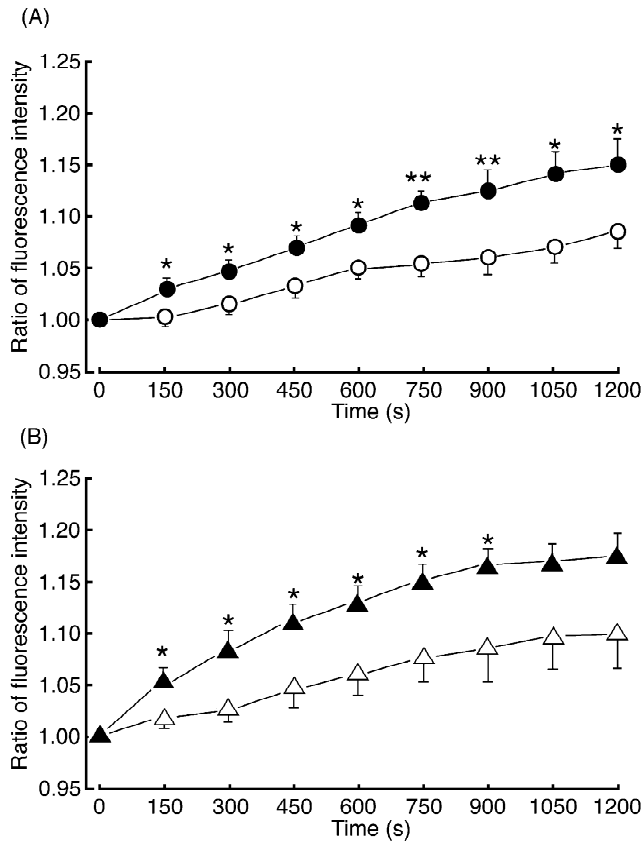 (A)
Ratio of fluorescence intensity
1.25
1.20
1.15
1.10
1.05
1.00
0.95
* * * * ** ** * *
0 150 300 450 600 750 900 1050 1200
Time (s)
(B)
Ratio of fluorescence intensity
1.25
1.20
1.15
1.10
1.05
1.00
0.95
* * * * * *
0 150 300 450 600 750 900 1050 1200
Time (s)